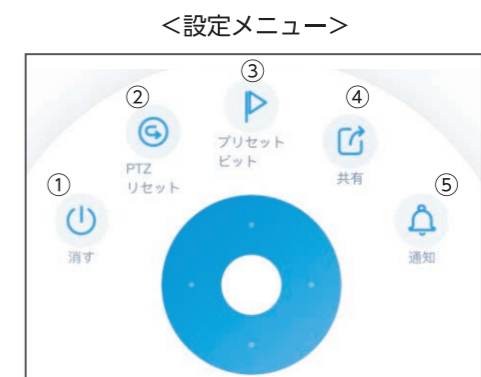 ＜設定メニュー＞
①
消す
②
PTZ
リセット
③
プリセット
ビット
④
共有
⑤
通知